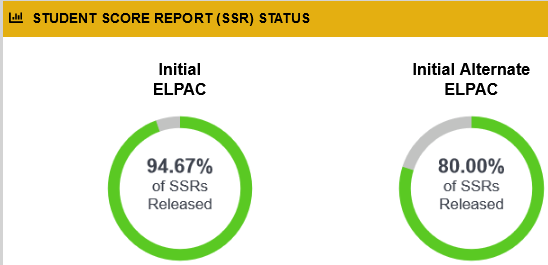 STUDENT SCORE REPORT (SSR) STATUS
Initial
ELPAC
94.67%
of SSRs
Released
Initial Alternate
ELPAC
80.00%
of SSRs
Released